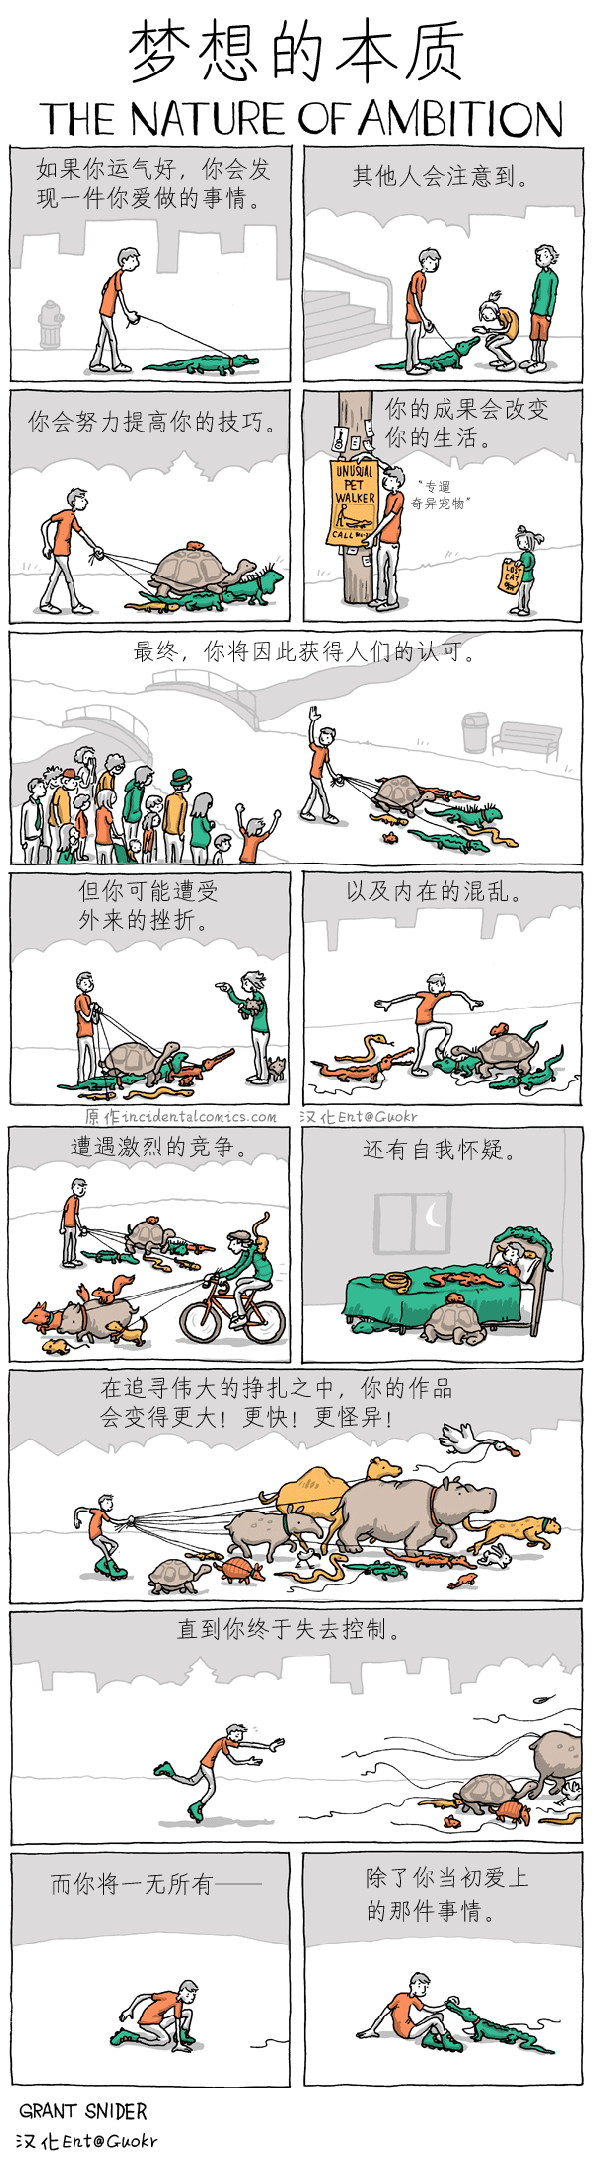 梦想的本质
THE NATURE OF AMBITION
如果你运气好，你会发
现一件你爱做的事情。
其他人会注意到。
你会努力提高你的技巧。
你的成果会改变
你的生活。
UNUSUAL
PET
WALKER
CALL
“专遛
奇异宠物”
LOST
CAT
最终，你将因此获得人们的认可。
但你可能遭受
外来的挫折。
以及内在的混乱。
原作incidentalcomics.com
汉化Ent@Guokr
遭遇激烈的竞争。
还有自我怀疑。
在追寻伟大的挣扎之中，你的作品
会变得更大！更快！更怪异！
直到你终于失去控制。
而你将一无所有——
除了你当初爱上
的那件事情。
GRANT SNIDER
汉化Ent@Guokr